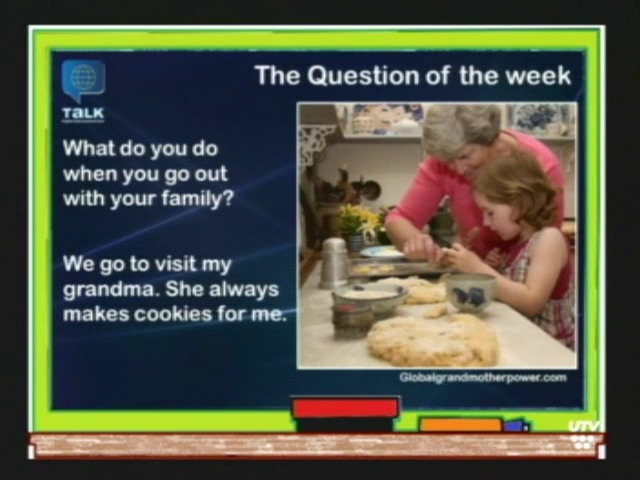 The Question of the week
TaLK
What do you do
when you go out
with your family?
We go to visit my
grandma. She always
makes cookies for me.
Globalgrandmotherpower.com
UTV